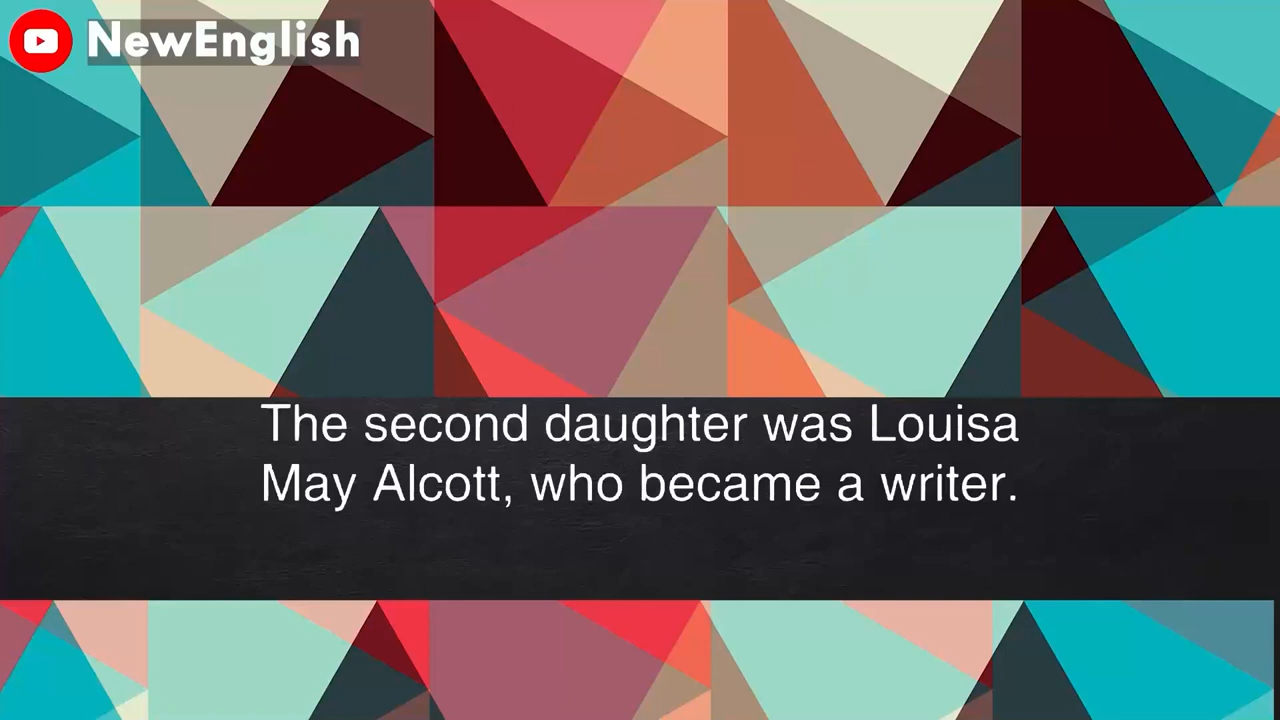 NewEnglish
The second daughter was Louisa
May Alcott, who became a writer.